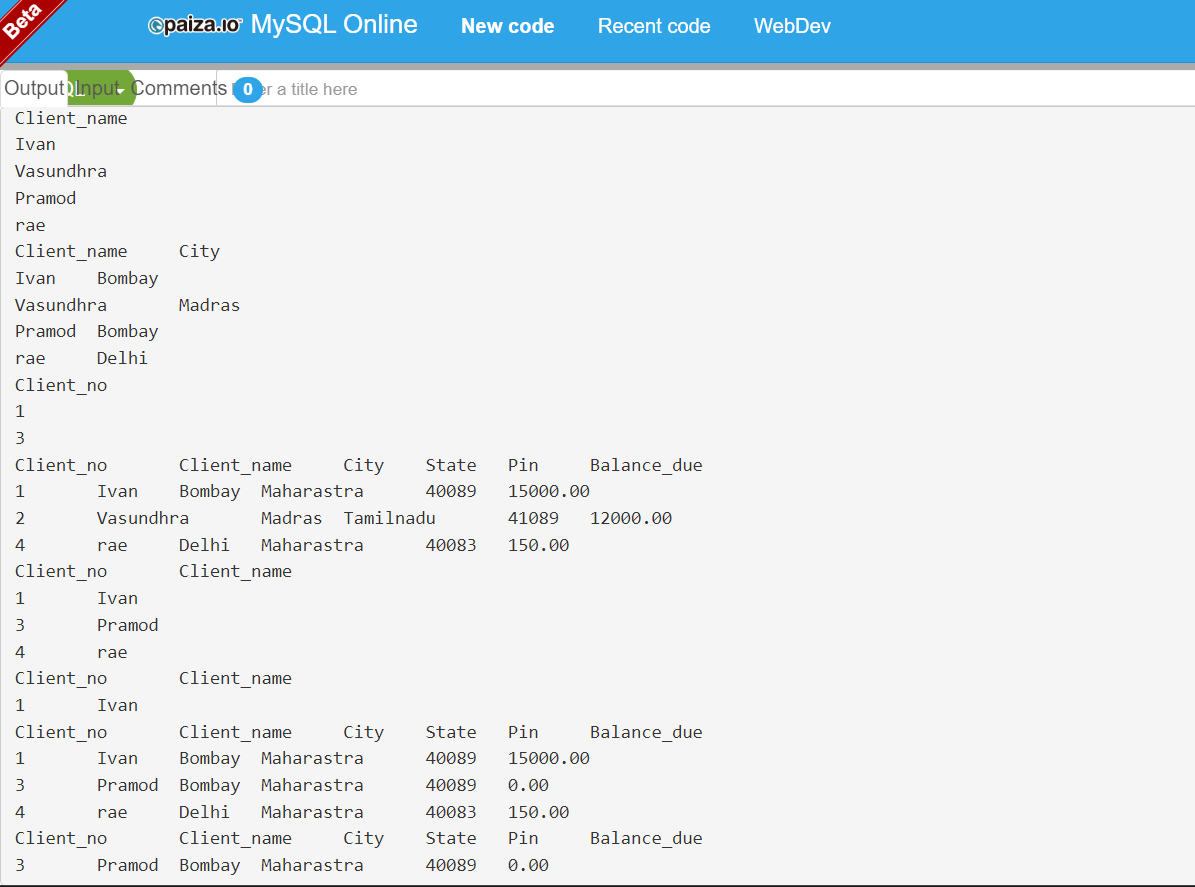 Beta
paiza.io MySQL Online New code Recent code WebDev
Output Input Comments 0 er a title here
Client_name
Ivan
Vasundhra
Pramod
rae
Client_name City
Ivan Bombay
Vasundhra Madras
Pramod Bombay
rae Delhi
Client_no
1
3
Client_no Client_name City State Pin Balance_due
1 Ivan Bombay Maharastra 40089 15000.00
2 Vasundhra Madras Tamilnadu 41089 12000.00
4 rae Delhi Maharastra 40083 150.00
Client_no Client_name
1 Ivan
3 Pramod
4 rae
Client_no Client_name
1 Ivan
Client_no Client_name City State Pin Balance_due
1 Ivan Bombay Maharastra 40089 15000.00
3 Pramod Bombay Maharastra 40089 0.00
4 rae Delhi Maharastra 40083 150.00
Client_no Client_name City State Pin Balance_due
3 Pramod Bombay Maharastra 40089 0.00